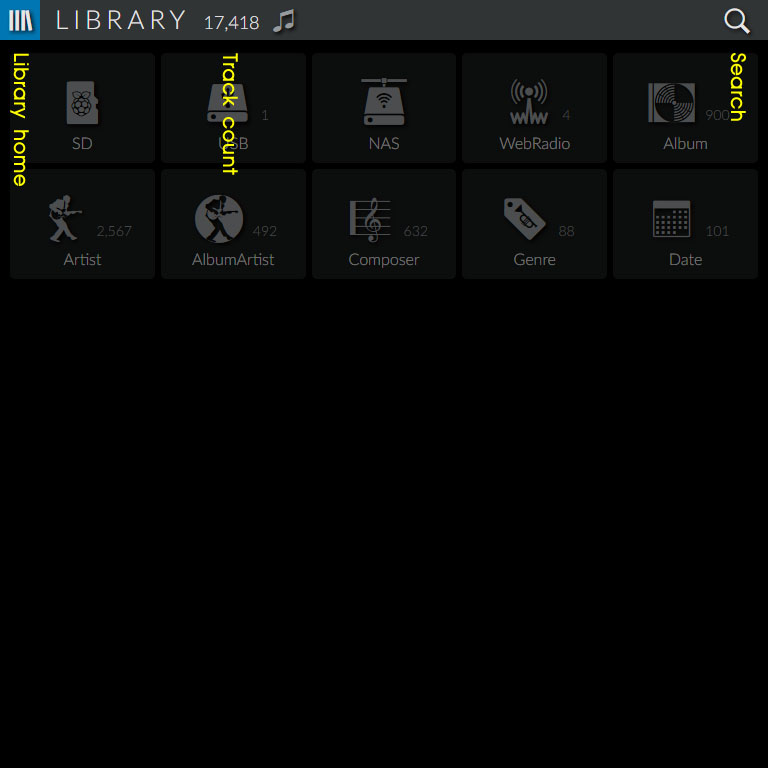 LIBRARY 17,418
Library home
Track count
Search
SD
1
USB
NAS
4
WebRadio
900
Album
2,567
Artist
492
AlbumArtist
632
Composer
88
Genre
101
Date